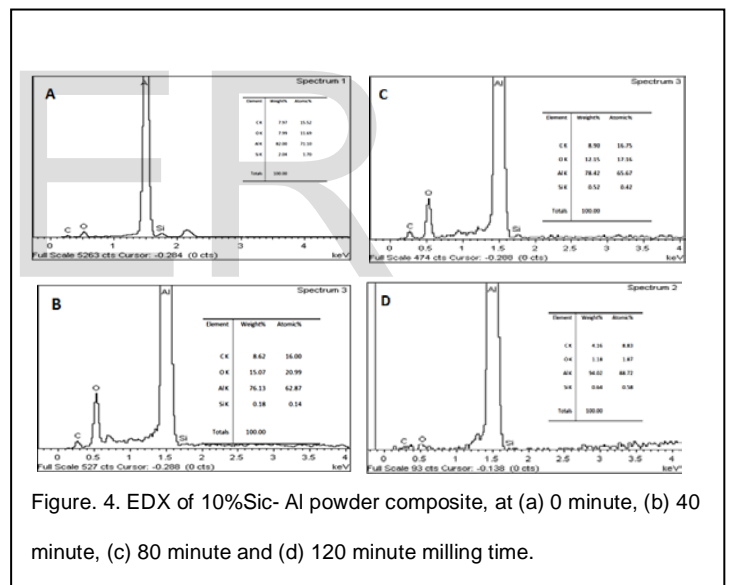 ER
A
Spectrum 1
Al
Element Weight% Atomic%
C K 7.97 15.52
O K 7.99 11.69
Al K 82.00 71.10
Si K 2.04 1.70
Totals 100.00
C O Si
0 1 2 3 4
Full Scale 5263 cts Cursor: -0.284 (0 cts) keV
C
Spectrum 3
Al
Element Weight% Atomic%
C K 8.90 16.75
O K 12.15 17.16
Al K 78.42 65.67
Si K 0.52 0.42
Totals 100.00
C O Si
0 0.5 1 1.5 2 2.5 3 3.5 4
Full Scale 474 cts Cursor: -0.288 (0 cts) keV
B
Spectrum 3
Al
Element Weight% Atomic%
C K 8.62 16.00
O K 15.07 20.99
Al K 76.13 62.87
Si K 0.18 0.14
Totals 100.00
C O Si
0 0.5 1 1.5 2 2.5 3 3.5 4
Full Scale 527 cts Cursor: -0.288 (0 cts) keV
D
Spectrum 2
Al
Element Weight% Atomic%
C K 4.16 8.83
O K 1.18 1.87
Al K 94.02 88.72
Si K 0.64 0.58
Totals 100.00
C O Si
0 0.5 1 1.5 2 2.5 3 3.5 4
Full Scale 93 cts Cursor: -0.138 (0 cts) keV
Figure. 4. EDX of 10%Sic- Al powder composite, at (a) 0 minute, (b) 40
minute, (c) 80 minute and (d) 120 minute milling time.